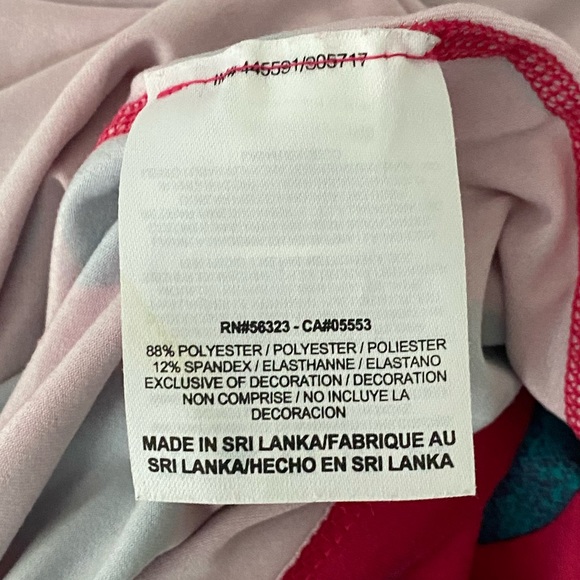 RN#56323 - CA#05553
88% POLYESTER / POLYESTER / POLIESTER
12% SPANDEX / ELASTHANNE / ELASTANO
EXCLUSIVE OF DECORATION / DECORATION
NON COMPRISE / NO INCLUYE LA
DECORACION
MADE IN SRI LANKA/FABRIQUE AU
SRI LANKA/HECHO EN SRI LANKA